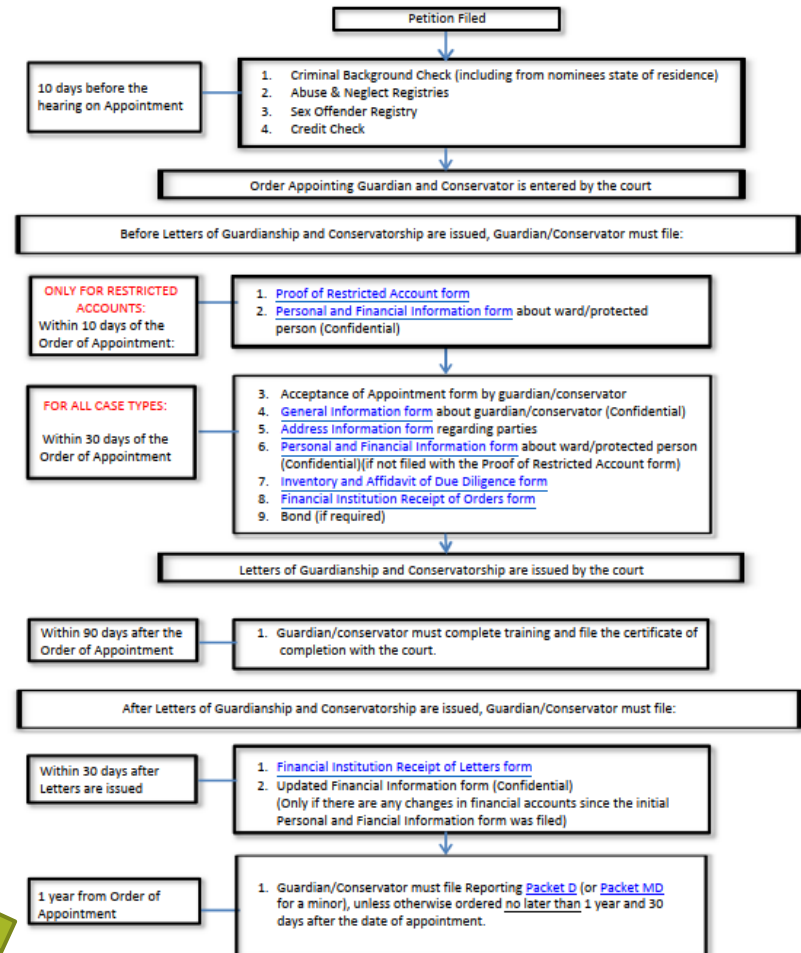 Petition Filed
10 days before the
hearing on Appointment
1. Criminal Background Check (including from nominees state of residence)
2. Abuse & Neglect Registries
3. Sex Offender Registry
4. Credit Check
Order Appointing Guardian and Conservator is entered by the court
Before Letters of Guardianship and Conservatorship are issued, Guardian/Conservator must file:
ONLY FOR RESTRICTED
ACCOUNTS:
Within 10 days of the
Order of Appointment:
1. Proof of Restricted Account form
2. Personal and Financial Information form about ward/protected
person (Confidential)
FOR ALL CASE TYPES:
Within 30 days of the
Order of Appointment
3. Acceptance of Appointment form by guardian/conservator
4. General Information form about guardian/conservator (Confidential)
5. Address Information form regarding parties
6. Personal and Financial Information form about ward/protected person
(Confidential)(if not filed with the Proof of Restricted Account form)
7. Inventory and Affidavit of Due Diligence form
8. Financial Institution Receipt of Orders form
9. Bond (if required)
Letters of Guardianship and Conservatorship are issued by the court
Within 90 days after the
Order of Appointment
1. Guardian/conservator must complete training and file the certificate of
completion with the court.
After Letters of Guardianship and Conservatorship are issued, Guardian/Conservator must file:
Within 30 days after
Letters are issued
1. Financial Institution Receipt of Letters form
2. Updated Financial Information form (Confidential)
(Only if there are any changes in financial accounts since the initial
Personal and Fiancial Information form was filed)
1 year from Order of
Appointment
1. Guardian/Conservator must file Reporting Packet D (or Packet MD
for a minor), unless otherwise ordered no later than 1 year and 30
days after the date of appointment.